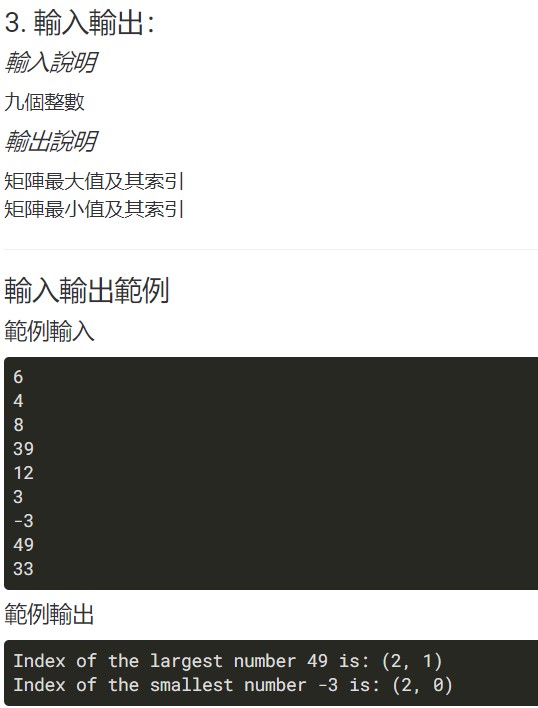 3. 輸入輸出：
輸入說明
九個整數
輸出說明
矩陣最大值及其索引
矩陣最小值及其索引
輸入輸出範例
範例輸入
6
4
8
39
12
3
-3
49
33
範例輸出
Index of the largest number 49 is: (2, 1)
Index of the smallest number -3 is: (2, 0)